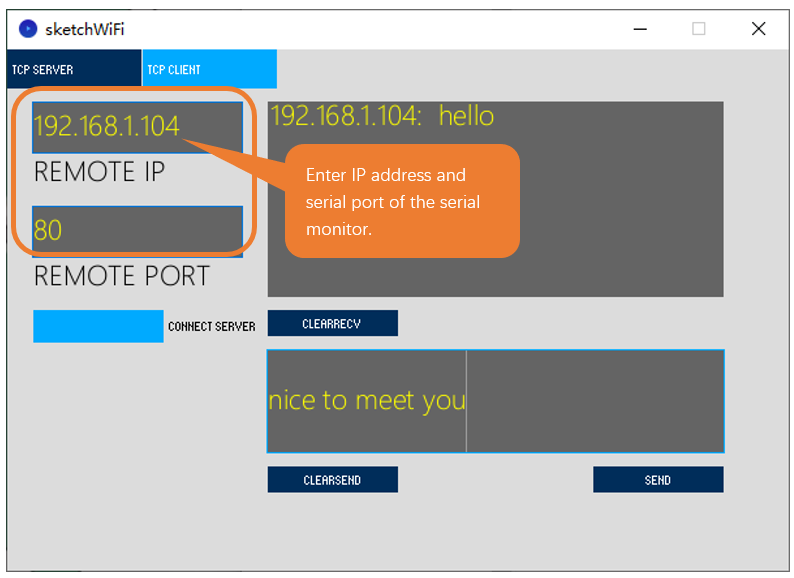 sketchWiFi
TCP SERVER
TCP CLIENT
192.168.1.104
REMOTE IP
80
REMOTE PORT
CONNECT SERVER
192.168.1.104: hello
Enter IP address and
serial port of the serial
monitor.
CLEARRECV
nice to meet you
CLEARSEND
SEND